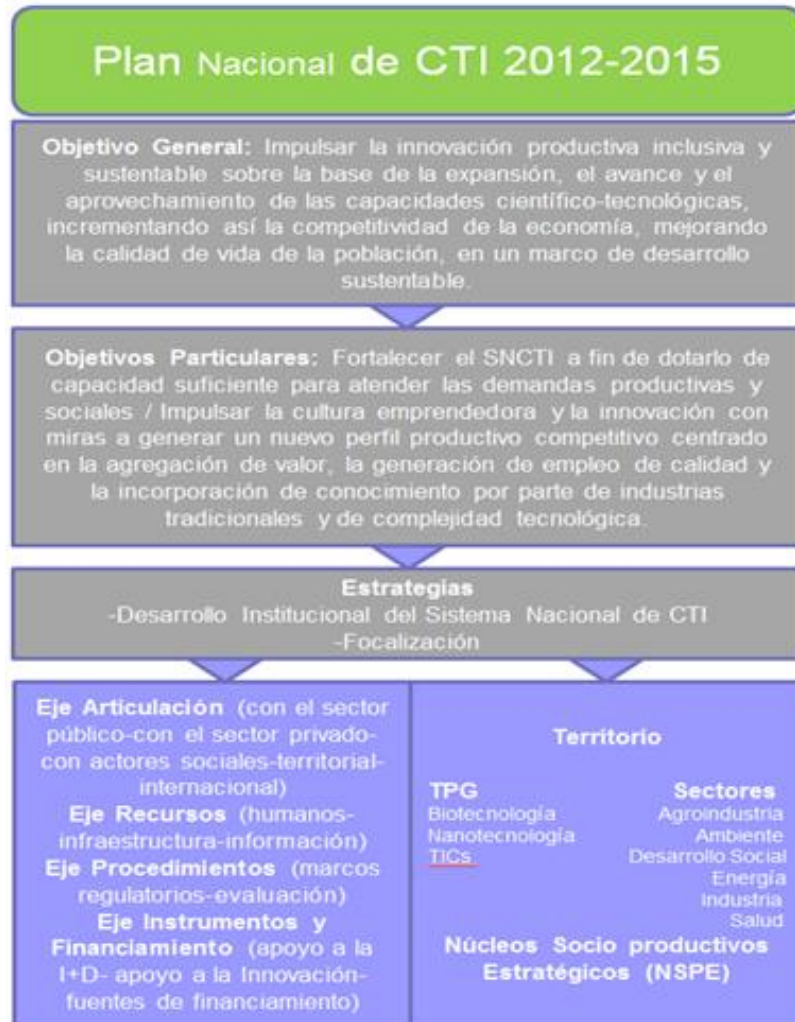 Plan Nacional de CTI 2012-2015
Objetivo General: Impulsar la innovación productiva inclusiva y
sustentable sobre la base de la expansión, el avance y el
aprovechamiento de las capacidades científico-tecnológicas,
incrementando así la competitividad de la economía, mejorando
la calidad de vida de la población, en un marco de desarrollo
sustentable.
Objetivos Particulares: Fortalecer el SNCTI a fin de dotarlo de
capacidad suficiente para atender las demandas productivas y
sociales / Impulsar la cultura emprendedora y la innovación con
miras a generar un nuevo perfil productivo competitivo centrado
en la agregación de valor, la generación de empleo de calidad y
la incorporación de conocimiento por parte de industrias
tradicionales y de complejidad tecnológica.
Estrategias
-Desarrollo Institucional del Sistema Nacional de CTI
-Focalización
Eje Articulación (con el sector
público-con el sector privado-
con actores sociales-territorial-
internacional)
Eje Recursos (humanos-
infraestructura-información)
Eje Procedimientos (marcos
regulatorios-evaluación)
Eje Instrumentos y
Financiamiento (apoyo a la
I+D- apoyo a la Innovación-
fuentes de financiamiento)
Territorio
TPG
Biotecnología
Nanotecnología
TICs
Sectores
Agroindustria
Ambiente
Desarrollo Social
Energía
Industria
Salud
Núcleos Socio productivos
Estratégicos (NSPE)